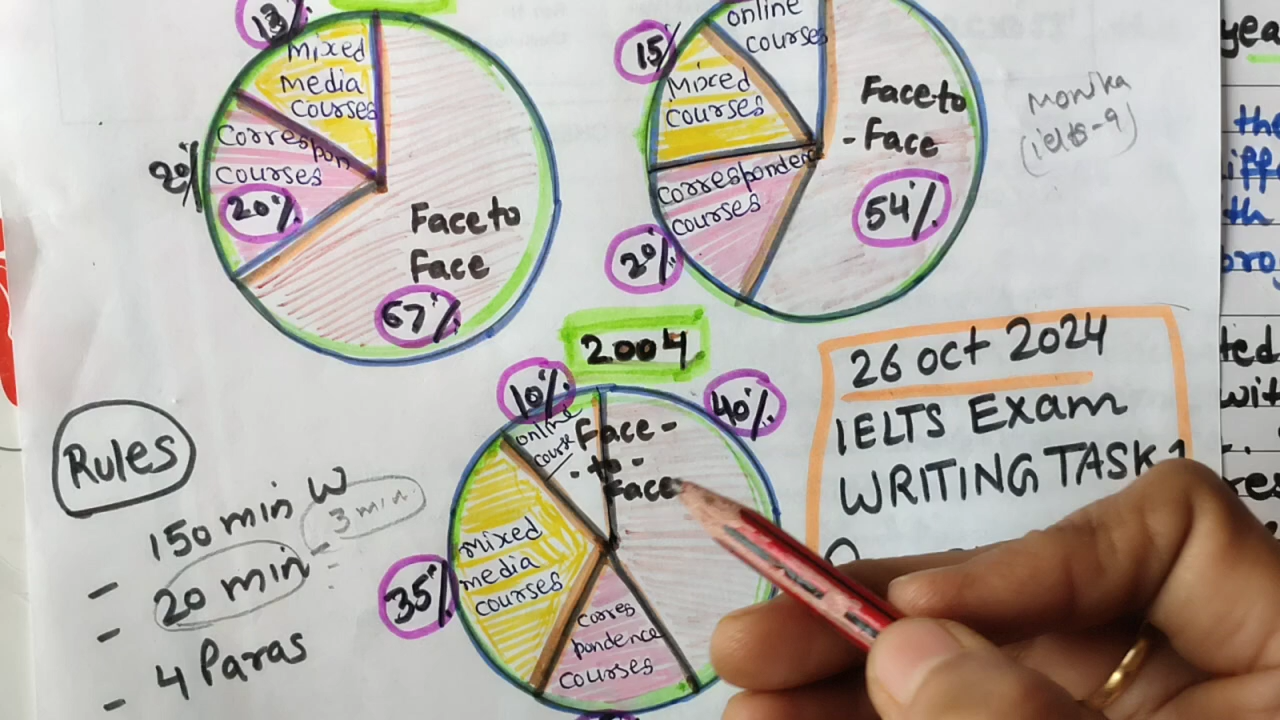 13%
mixed
media
courses
courses
20%
20%
Face to
Face
67%
online
courses
15%
Mixed
courses
Face to
- Face
54%
correspondence
courses
20%
Monika
(ielts-9)
2004
10%
40%
online
course
Face -
- to -
Face
mixed
media
courses
35%
corres
pondence
courses
Rules
- 150 min W
3 min
- 20 min -
- 4 Paras
26 oct 2024
IELTS Exam
WRITING TASK 1
yea
the